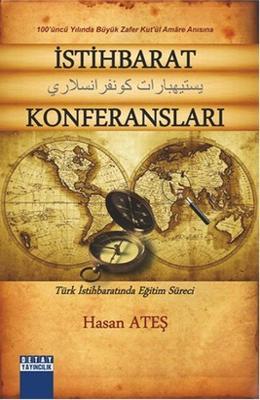 100'üncü Yılında Büyük Zafer Kut'ül Amâre Anısına
İSTİHBARAT
يستيهبارات كونفرانسلاري
KONFERANSLARI
Türk İstihbaratında Eğitim Süreci
Hasan ATEŞ
DETAY
YAYINCILIK